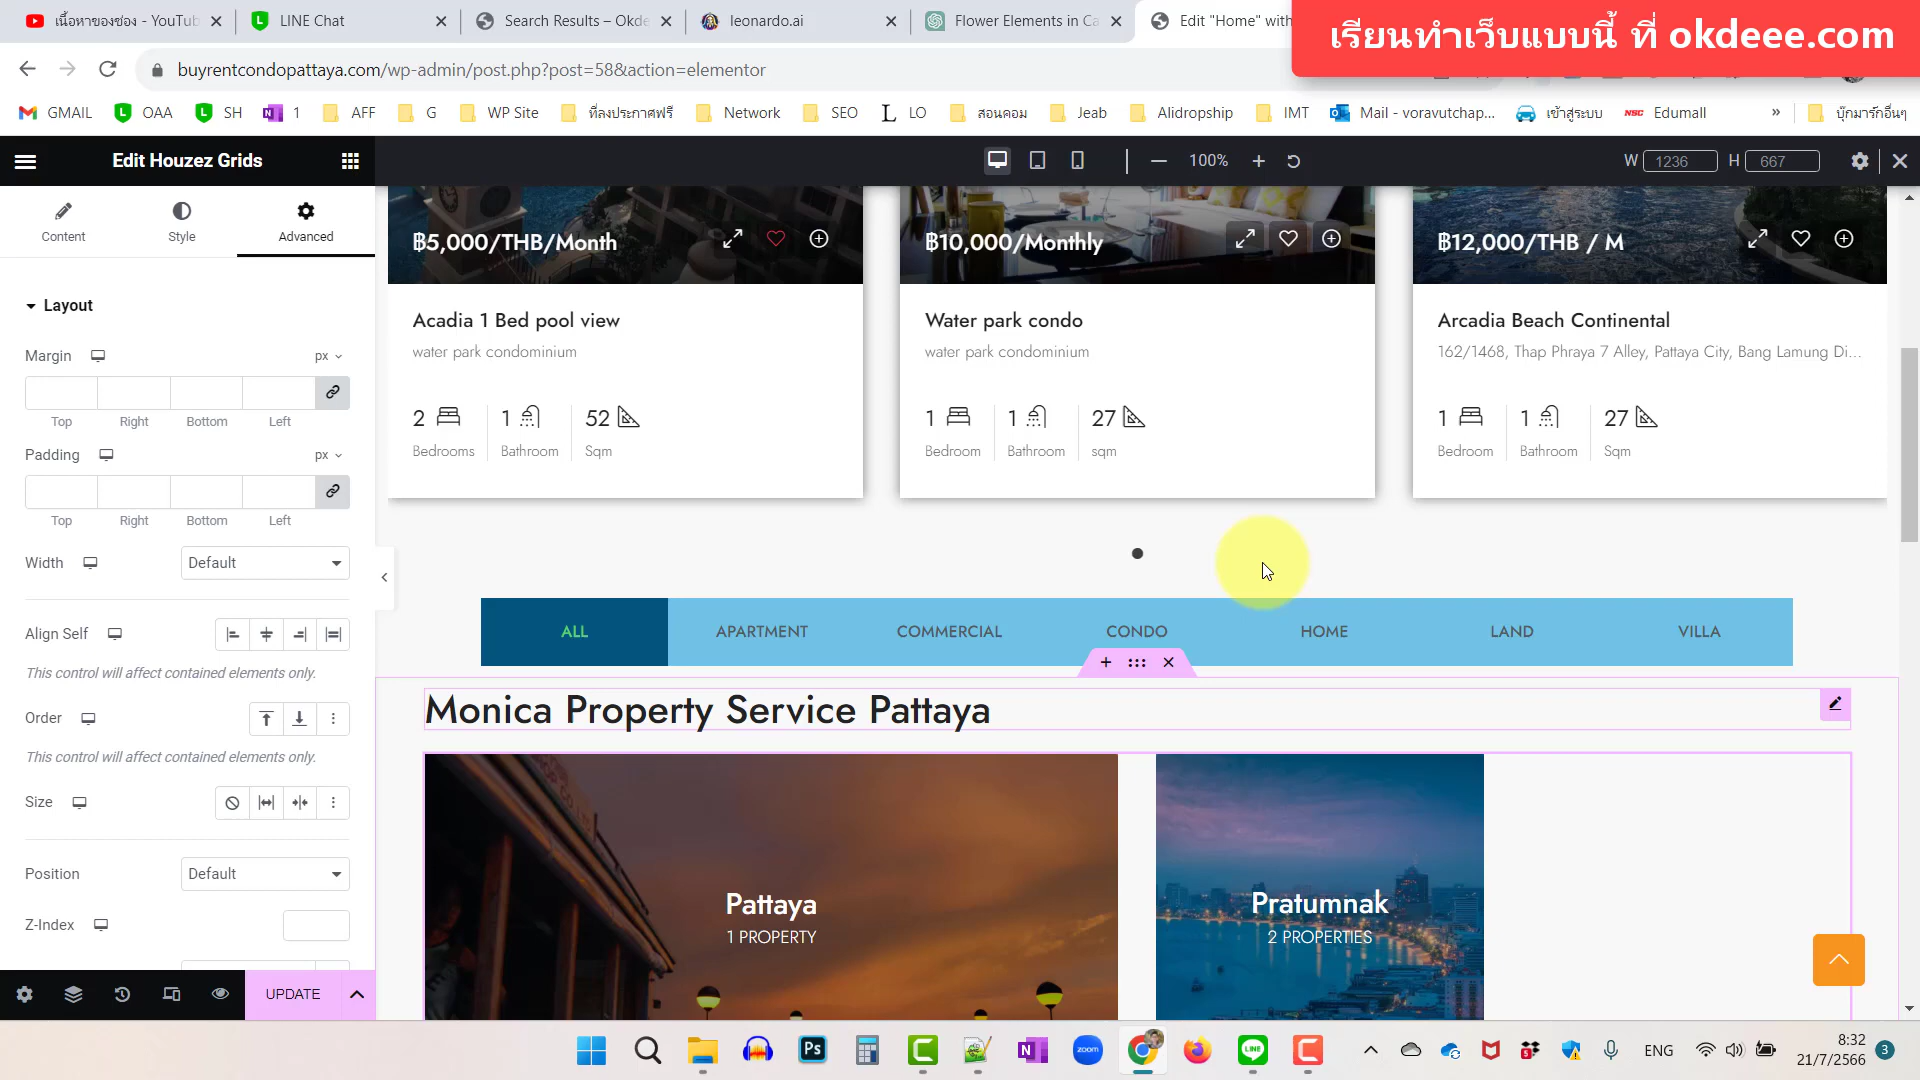 เนื้อหาของช่อง - YouTub
LINE Chat
Search Results – Okde
leonardo.ai
Flower Elements in Ca
Edit "Home" with
เรียนทำเว็บแบบนี้ ที่ okdeee.com
buyrentcondopattaya.com/wp-admin/post.php?post=58&action=elementor
GMAIL
OAA
SH
1
AFF
G
WP Site
ที่ลงประกาศฟรี
Network
SEO
LO
สอนคอม
Jeab
Alidropship
IMT
Mail - voravutchap...
เข้าสู่ระบบ
NSC
Edumall
»
บุ๊กมาร์กอื่นๆ
Edit Houzez Grids
100%
W 1236
H 667
Content
Style
Advanced
Layout
Margin
px
Top
Right
Bottom
Left
Padding
px
Top
Right
Bottom
Left
Width
Default
Align Self
This control will affect contained elements only.
Order
This control will affect contained elements only.
Size
Position
Default
Z-Index
UPDATE
฿5,000/THB/Month
฿10,000/Monthly
฿12,000/THB / M
Acadia 1 Bed pool view
water park condominium
2
1
52
Bedrooms
Bathroom
Sqm
Water park condo
water park condominium
1
1
27
Bedroom
Bathroom
sqm
Arcadia Beach Continental
162/1468, Thap Phraya 7 Alley, Pattaya City, Bang Lamung Di...
1
1
27
Bedroom
Bathroom
Sqm
ALL
APARTMENT
COMMERCIAL
CONDO
HOME
LAND
VILLA
Monica Property Service Pattaya
Pattaya
1 PROPERTY
Pratumnak
2 PROPERTIES
Ps
zoom
LINE
ENG
8:32
21/7/2566
3